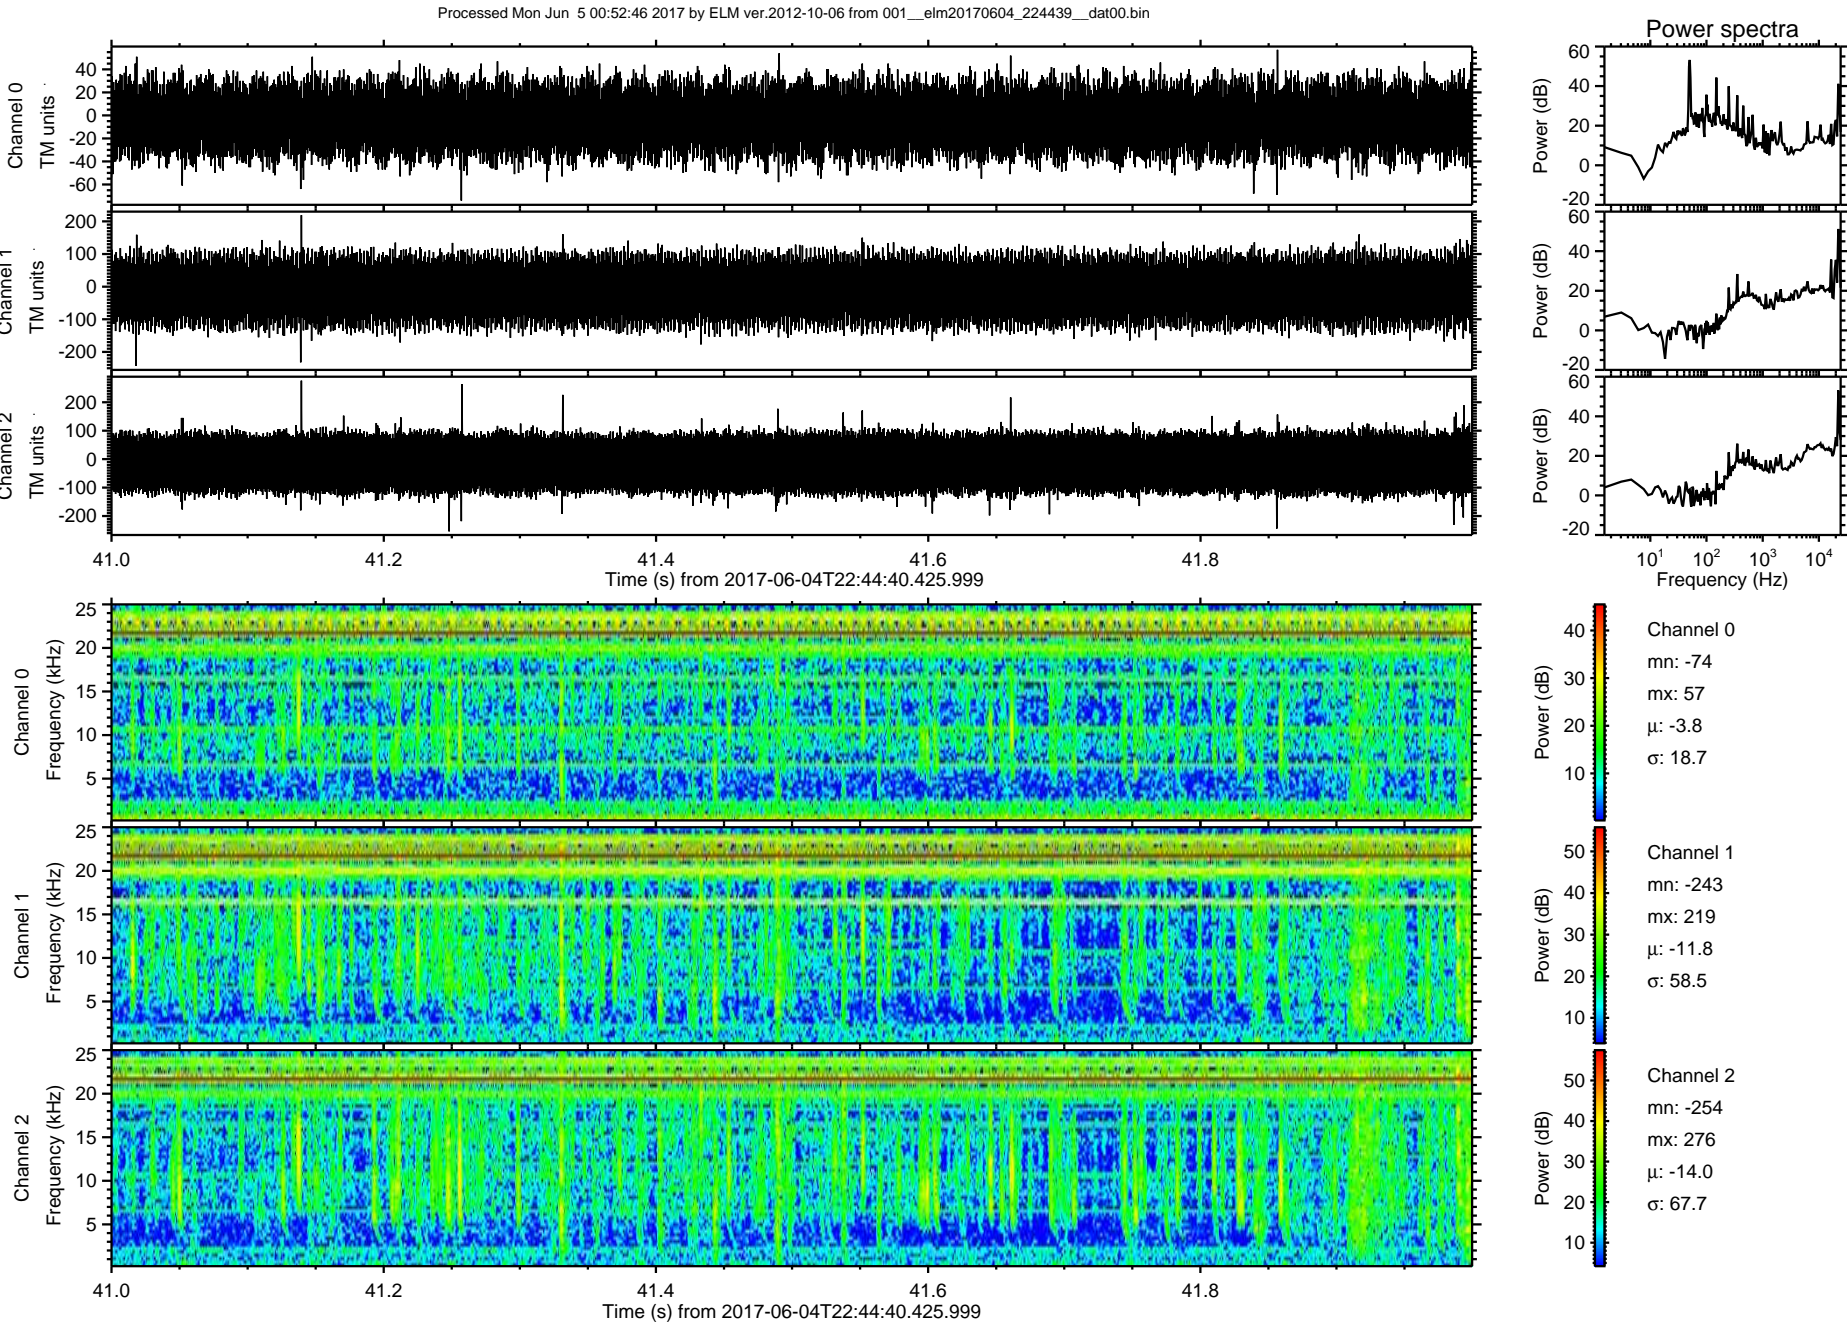 Processed Mon Jun  5 00:52:46 2017 by ELM ver.2012-10-06 from 001__elm20170604_224439__dat00.bin
Power spectra
Channel 0
TM units
40
20
0
-20
-40
-60
Power (dB)
60
40
20
0
-20
Channel 1
TM units
200
100
0
-100
-200
Power (dB)
60
40
20
0
-20
Channel 2
TM units
200
100
0
-100
-200
Power (dB)
60
40
20
0
-20
41.0 41.2 41.4 41.6 41.8
Time (s) from 2017-06-04T22:44:40.425.999
10¹ 10² 10³ 10⁴
Frequency (Hz)
Channel 0
Frequency (kHz)
25
20
15
10
5
Power (dB)
40
30
20
10
Channel 0
mn: -74
mx: 57
μ: -3.8
σ: 18.7
Channel 1
Frequency (kHz)
25
20
15
10
5
Power (dB)
50
40
30
20
10
Channel 1
mn: -243
mx: 219
μ: -11.8
σ: 58.5
Channel 2
Frequency (kHz)
25
20
15
10
5
Power (dB)
50
40
30
20
10
Channel 2
mn: -254
mx: 276
μ: -14.0
σ: 67.7
41.0 41.2 41.4 41.6 41.8
Time (s) from 2017-06-04T22:44:40.425.999